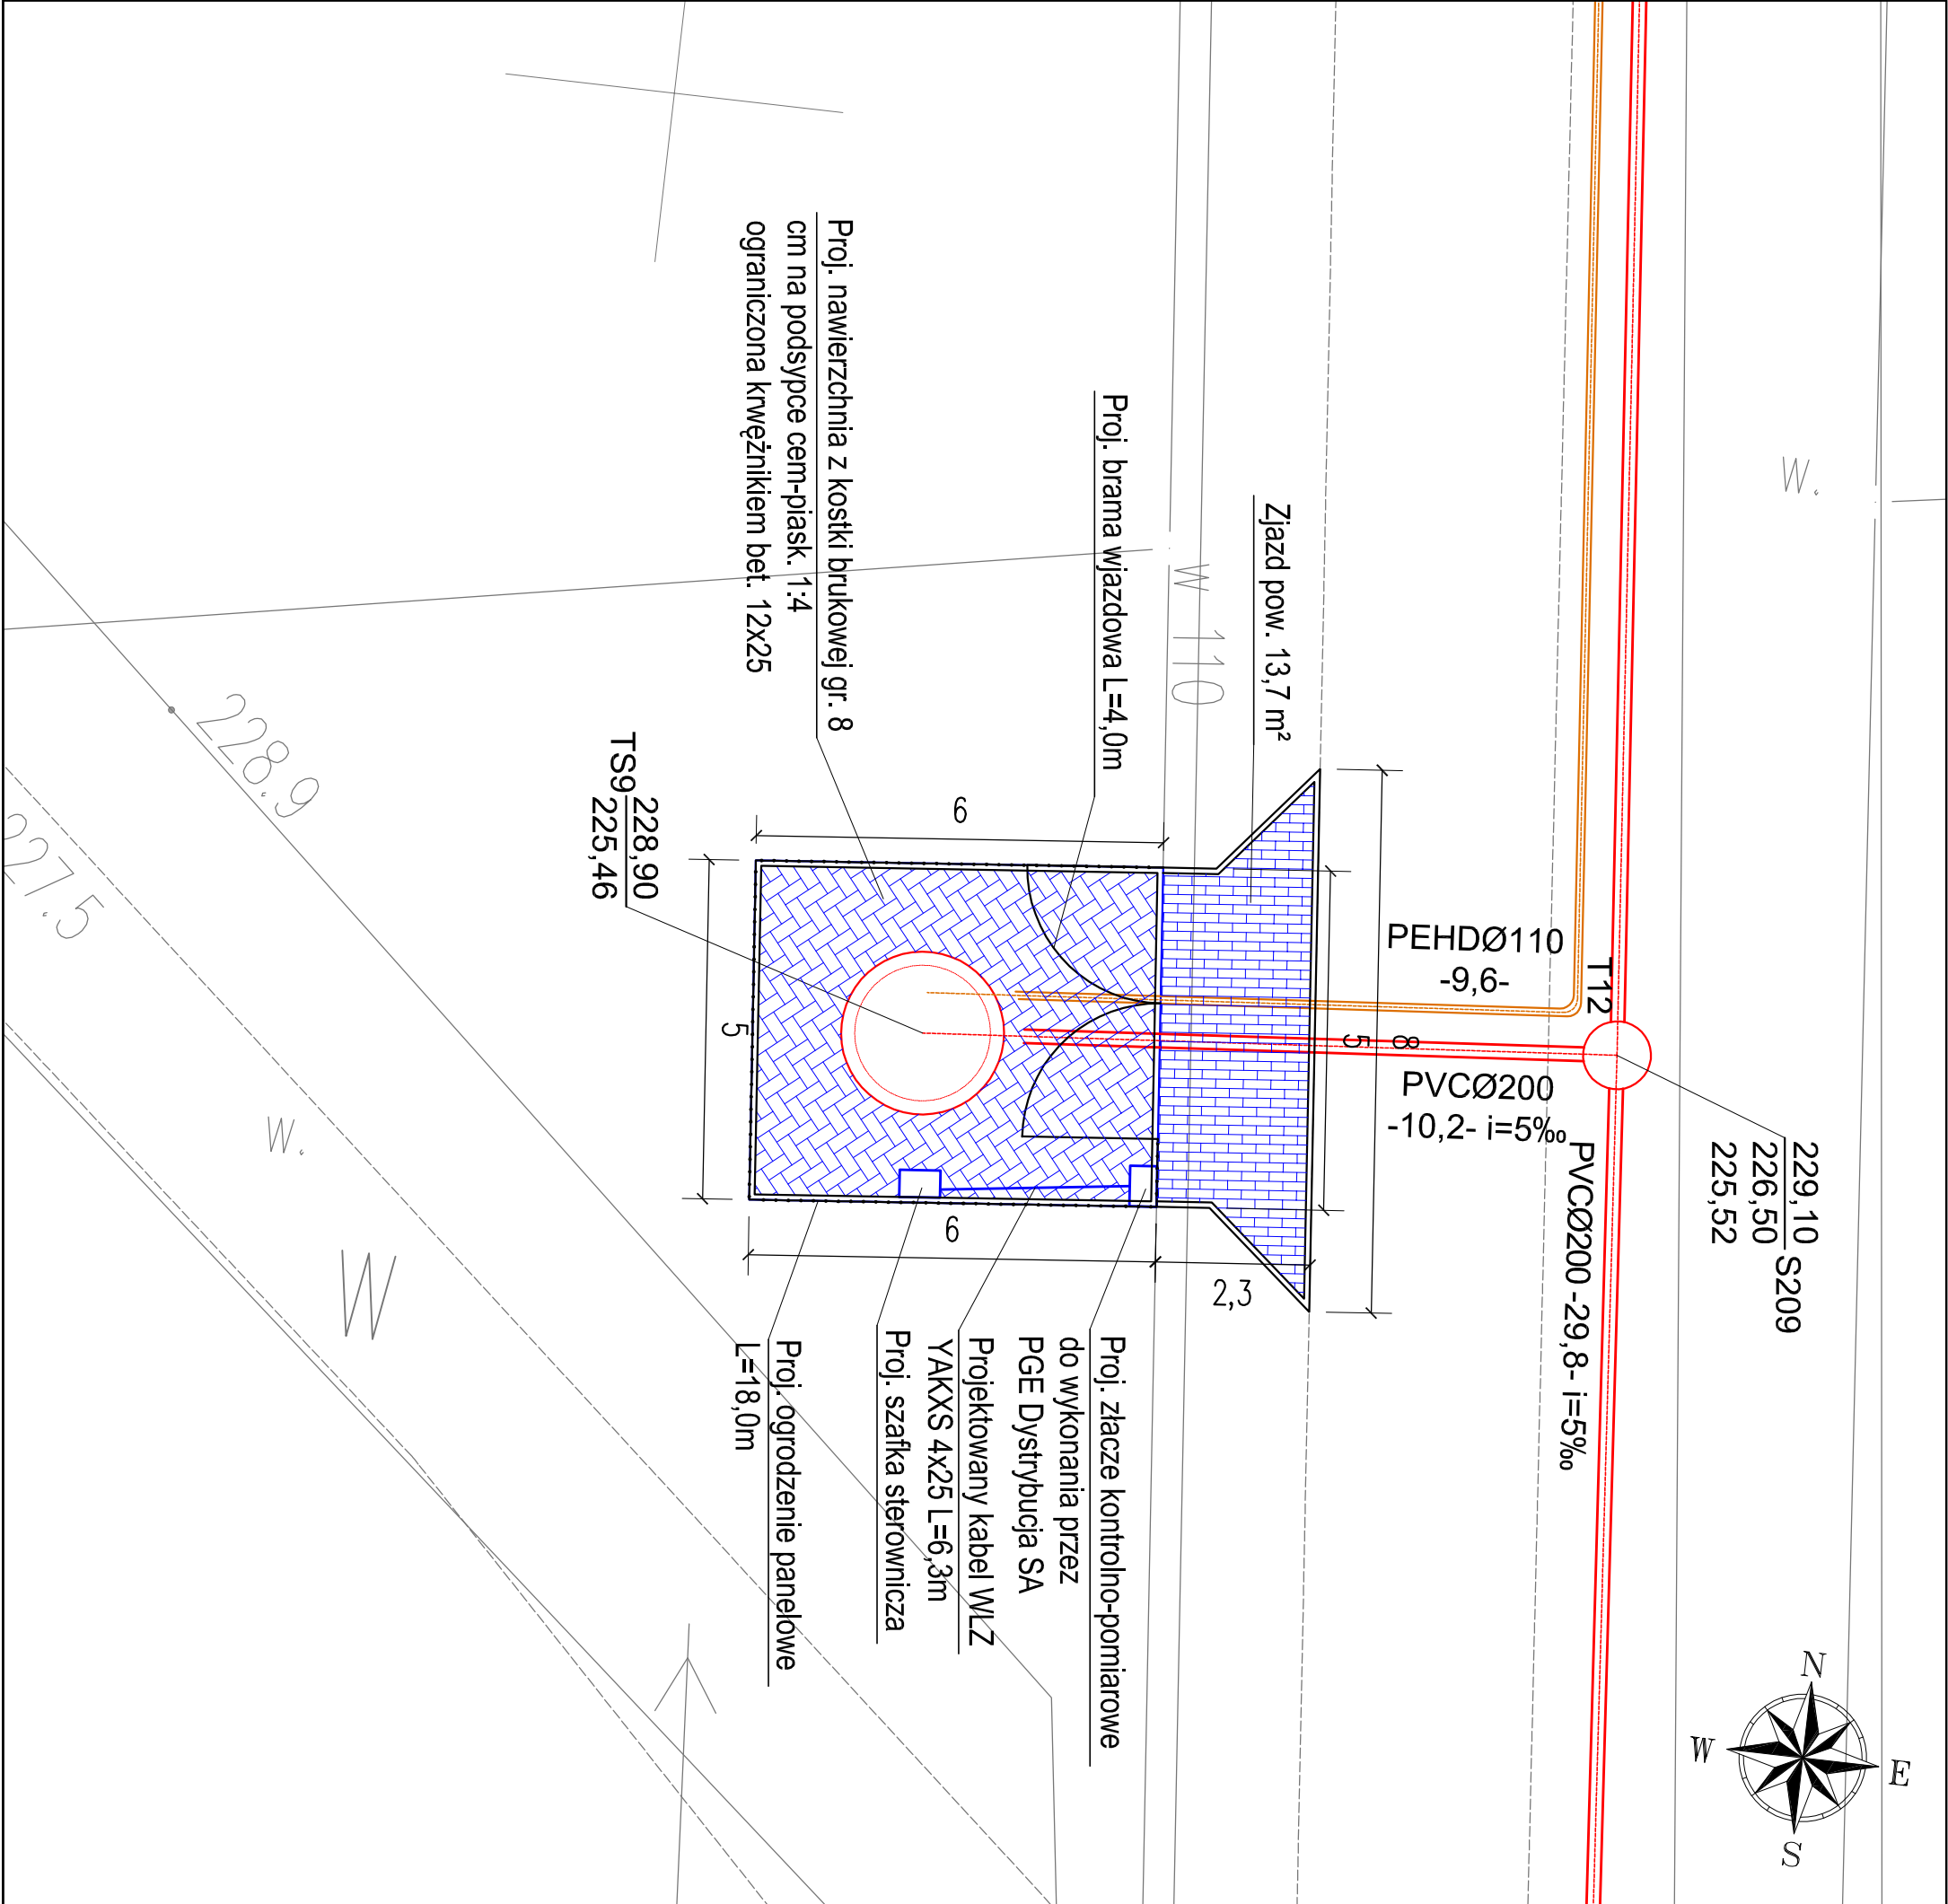 Proj. nawierzchnia z kostki brukowej gr. 8
cm na podsypce cem-piask. 1:4
ograniczona krwężnikiem bet. 12x25
Proj. brama wjazdowa L=4,0m
Zjazd pow. 13,7 m²
W 110
W.
PEHDØ110
-9,6-
T12
PVCØ200
-10,2- i=5‰
PVCØ200 -29,8- i=5‰
229,10
226,50
225,52
S209
TS9
228,90
225,46
6
5
6
2,3
5
8
228.9
227.5
W.
W
Proj. złacze kontrolno-pomiarowe
do wykonania przez
PGE Dystrybucja SA
Projektowany kabel WLZ
YAKXS 4x25 L=6,3m
Proj. szafka sterownicza
Proj. ogrodzenie panelowe
L=18,0m
N
W
E
S